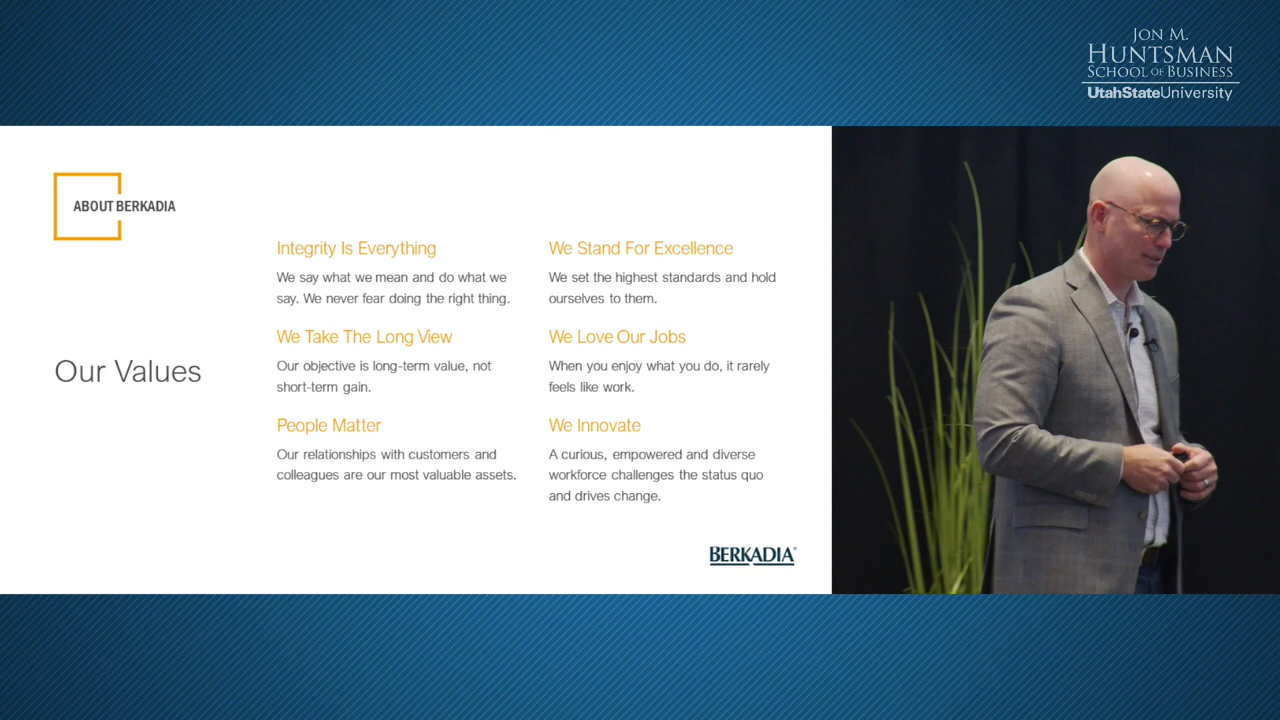 JON M.
HUNTSMAN
SCHOOL OF BUSINESS
UtahStateUniversity
ABOUT BERKADIA
Our Values
Integrity Is Everything
We say what we mean and do what we
say. We never fear doing the right thing.
We Take The Long View
Our objective is long-term value, not
short-term gain.
People Matter
Our relationships with customers and
colleagues are our most valuable assets.
We Stand For Excellence
We set the highest standards and hold
ourselves to them.
We Love Our Jobs
When you enjoy what you do, it rarely
feels like work.
We Innovate
A curious, empowered and diverse
workforce challenges the status quo
and drives change.
BERKADIA®